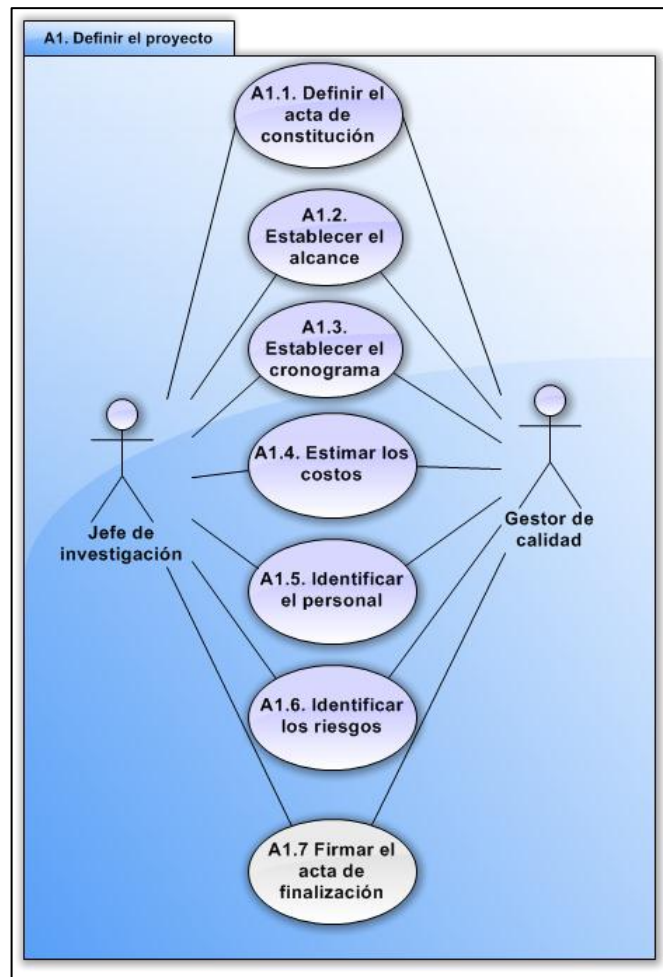 A1. Definir el proyecto
A1.1. Definir el
acta de
constitución
A1.2.
Establecer el
alcance
A1.3.
Establecer el
cronograma
A1.4. Estimar los
costos
Jefe de
investigación
Gestor de
calidad
A1.5. Identificar
el personal
A1.6. Identificar
los riesgos
A1.7 Firmar el
acta de
finalización